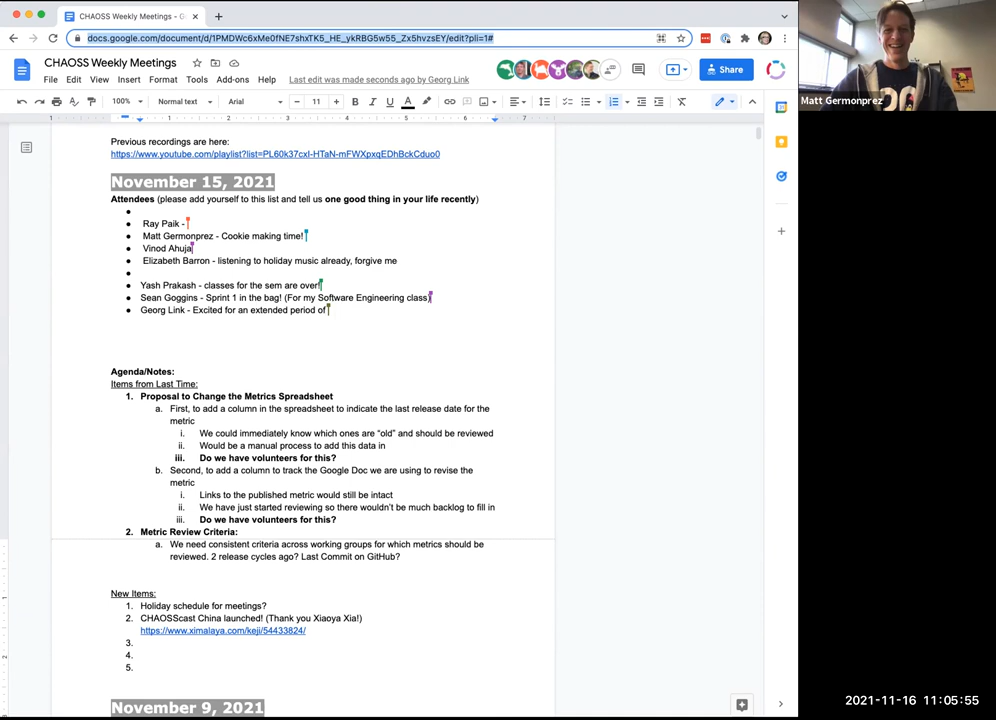 CHAOSS Weekly Meetings - G
docs.google.com/document/d/1PMDWc6xMe0fNE7shxTK5_HE_ykRBG5w55_Zx5hvzsEY/edit?pli=1#
CHAOSS Weekly Meetings
File Edit View Insert Format Tools Add-ons Help Last edit was made seconds ago by Georg Link
Share
100% Normal text Arial 11
Matt Germonprez
Previous recordings are here:
https://www.youtube.com/playlist?list=PL60k37cxI-HTaN-mFWXpxqEDhBckCduo0
November 15, 2021
Attendees (please add yourself to this list and tell us one good thing in your life recently)
Ray Paik -
Matt Germonprez - Cookie making time!
Vinod Ahuja
Elizabeth Barron - listening to holiday music already, forgive me
Yash Prakash - classes for the sem are over!
Sean Goggins - Sprint 1 in the bag! (For my Software Engineering class)
Georg Link - Excited for an extended period of
Agenda/Notes:
Items from Last Time:
1. Proposal to Change the Metrics Spreadsheet
a. First, to add a column in the spreadsheet to indicate the last release date for the
metric
i. We could immediately know which ones are “old” and should be reviewed
ii. Would be a manual process to add this data in
iii. Do we have volunteers for this?
b. Second, to add a column to track the Google Doc we are using to revise the
metric
i. Links to the published metric would still be intact
ii. We have just started reviewing so there wouldn't be much backlog to fill in
iii. Do we have volunteers for this?
2. Metric Review Criteria:
a. We need consistent criteria across working groups for which metrics should be
reviewed. 2 release cycles ago? Last Commit on GitHub?
New Items:
1. Holiday schedule for meetings?
2. CHAOSScast China launched! (Thank you Xiaoya Xia!)
https://www.ximalaya.com/keji/54433824/
3.
4.
5.
November 9, 2021
2021-11-16 11:05:55